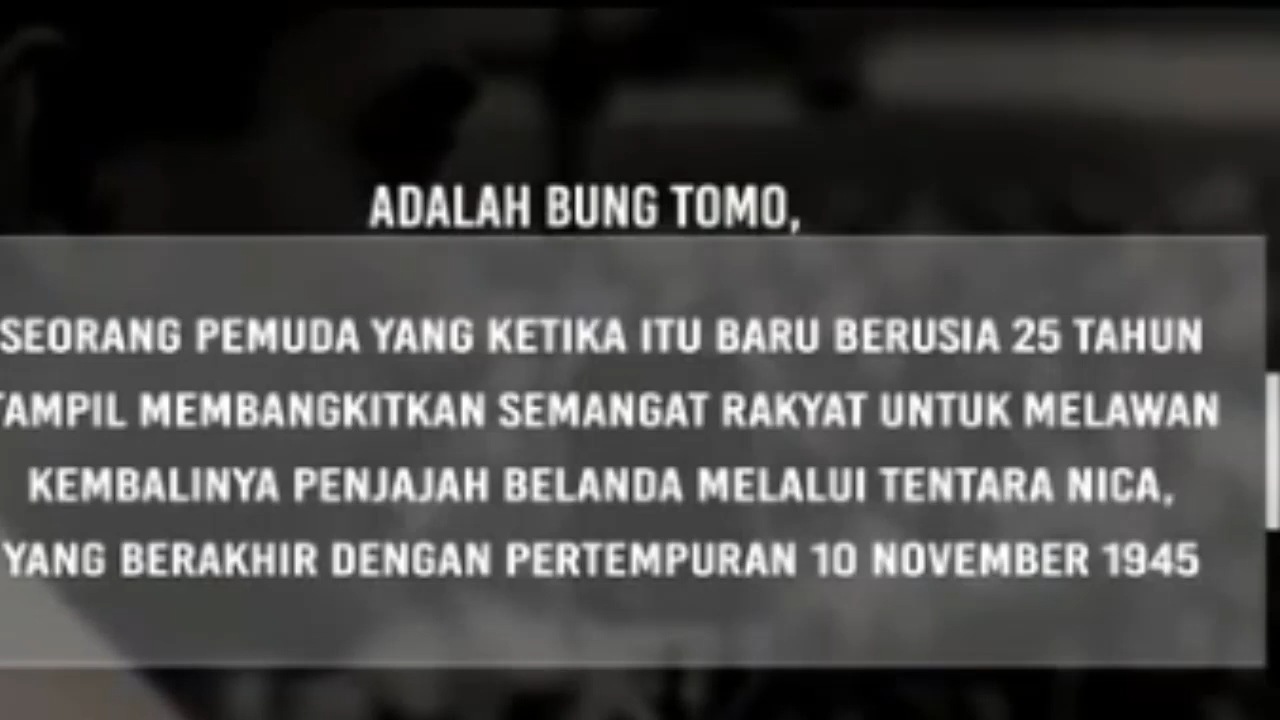 ADALAH BUNG TOMO,
SEORANG PEMUDA YANG KETIKA ITU BARU BERUSIA 25 TAHUN
TAMPIL MEMBANGKITKAN SEMANGAT RAKYAT UNTUK MELAWAN
KEMBALINYA PENJAJAH BELANDA MELALUI TENTARA NICA,
YANG BERAKHIR DENGAN PERTEMPURAN 10 NOVEMBER 1945